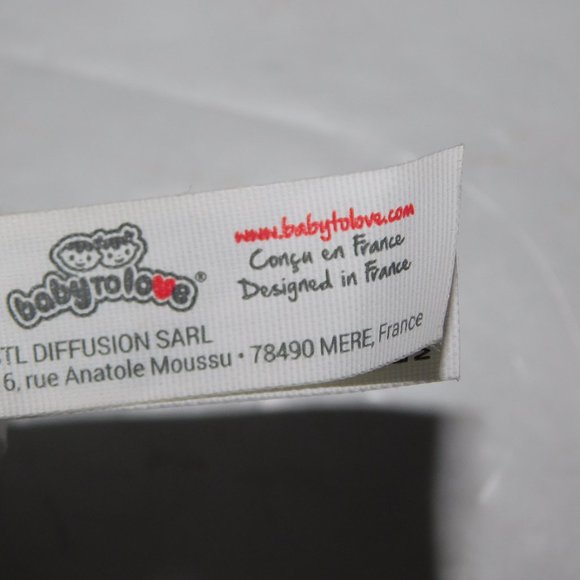 babyToLove®
www.babytolove.com
Conçu en France
Designed in France
DIFFUSION SARL
6, rue Anatole Moussu • 78490 MERE, France